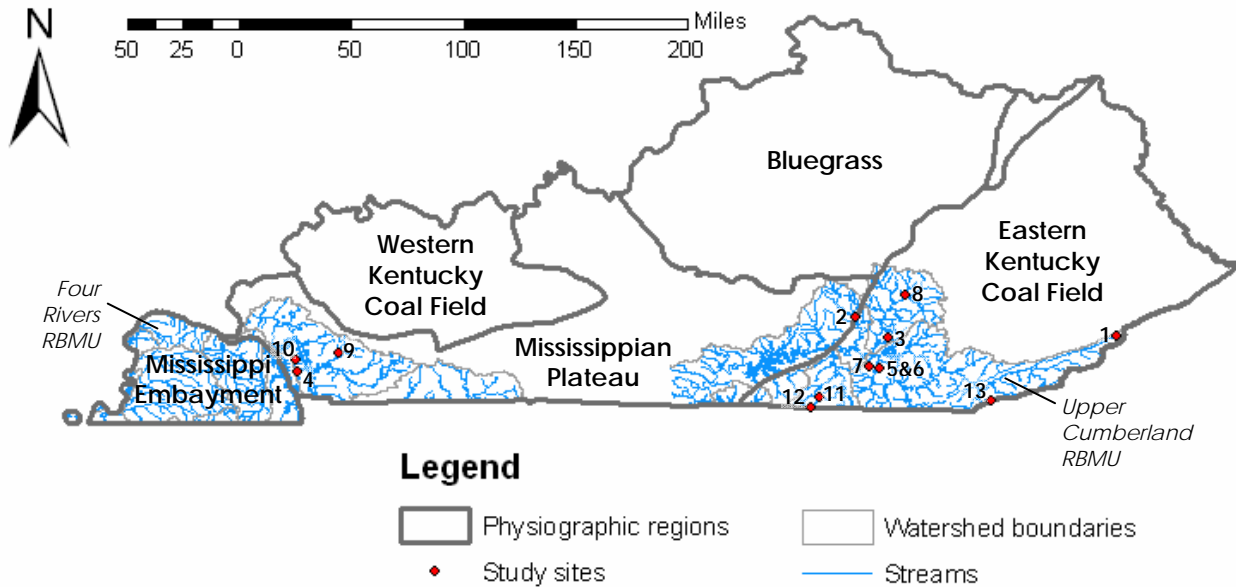 N
Miles
50 25 0 50 100 150 200
Bluegrass
Western
Kentucky
Coal Field
Eastern
Kentucky
Coal Field
Four
Rivers
RBMU
Mississippi
Embayment
Mississippian
Plateau
8
2
3
1
10
9
4
7
5&6
12
11
13
Upper
Cumberland
RBMU
Legend
Physiographic regions
Watershed boundaries
Study sites
Streams